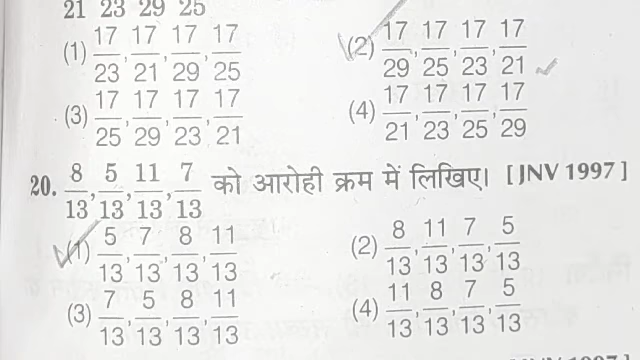 21 23 29 25
(1) 17/23, 17/21, 17/29, 17/25 (2) 17/29, 17/25, 17/23, 17/21
(3) 17/25, 17/29, 17/23, 17/21 (4) 17/21, 17/23, 17/25, 17/29
20. 8/13, 5/13, 11/13, 7/13 को आरोही क्रम में लिखिए। [JNV 1997]
(1) 5/13, 7/13, 8/13, 11/13 (2) 8/13, 11/13, 7/13, 5/13
(3) 7/13, 5/13, 8/13, 11/13 (4) 11/13, 8/13, 7/13, 5/13